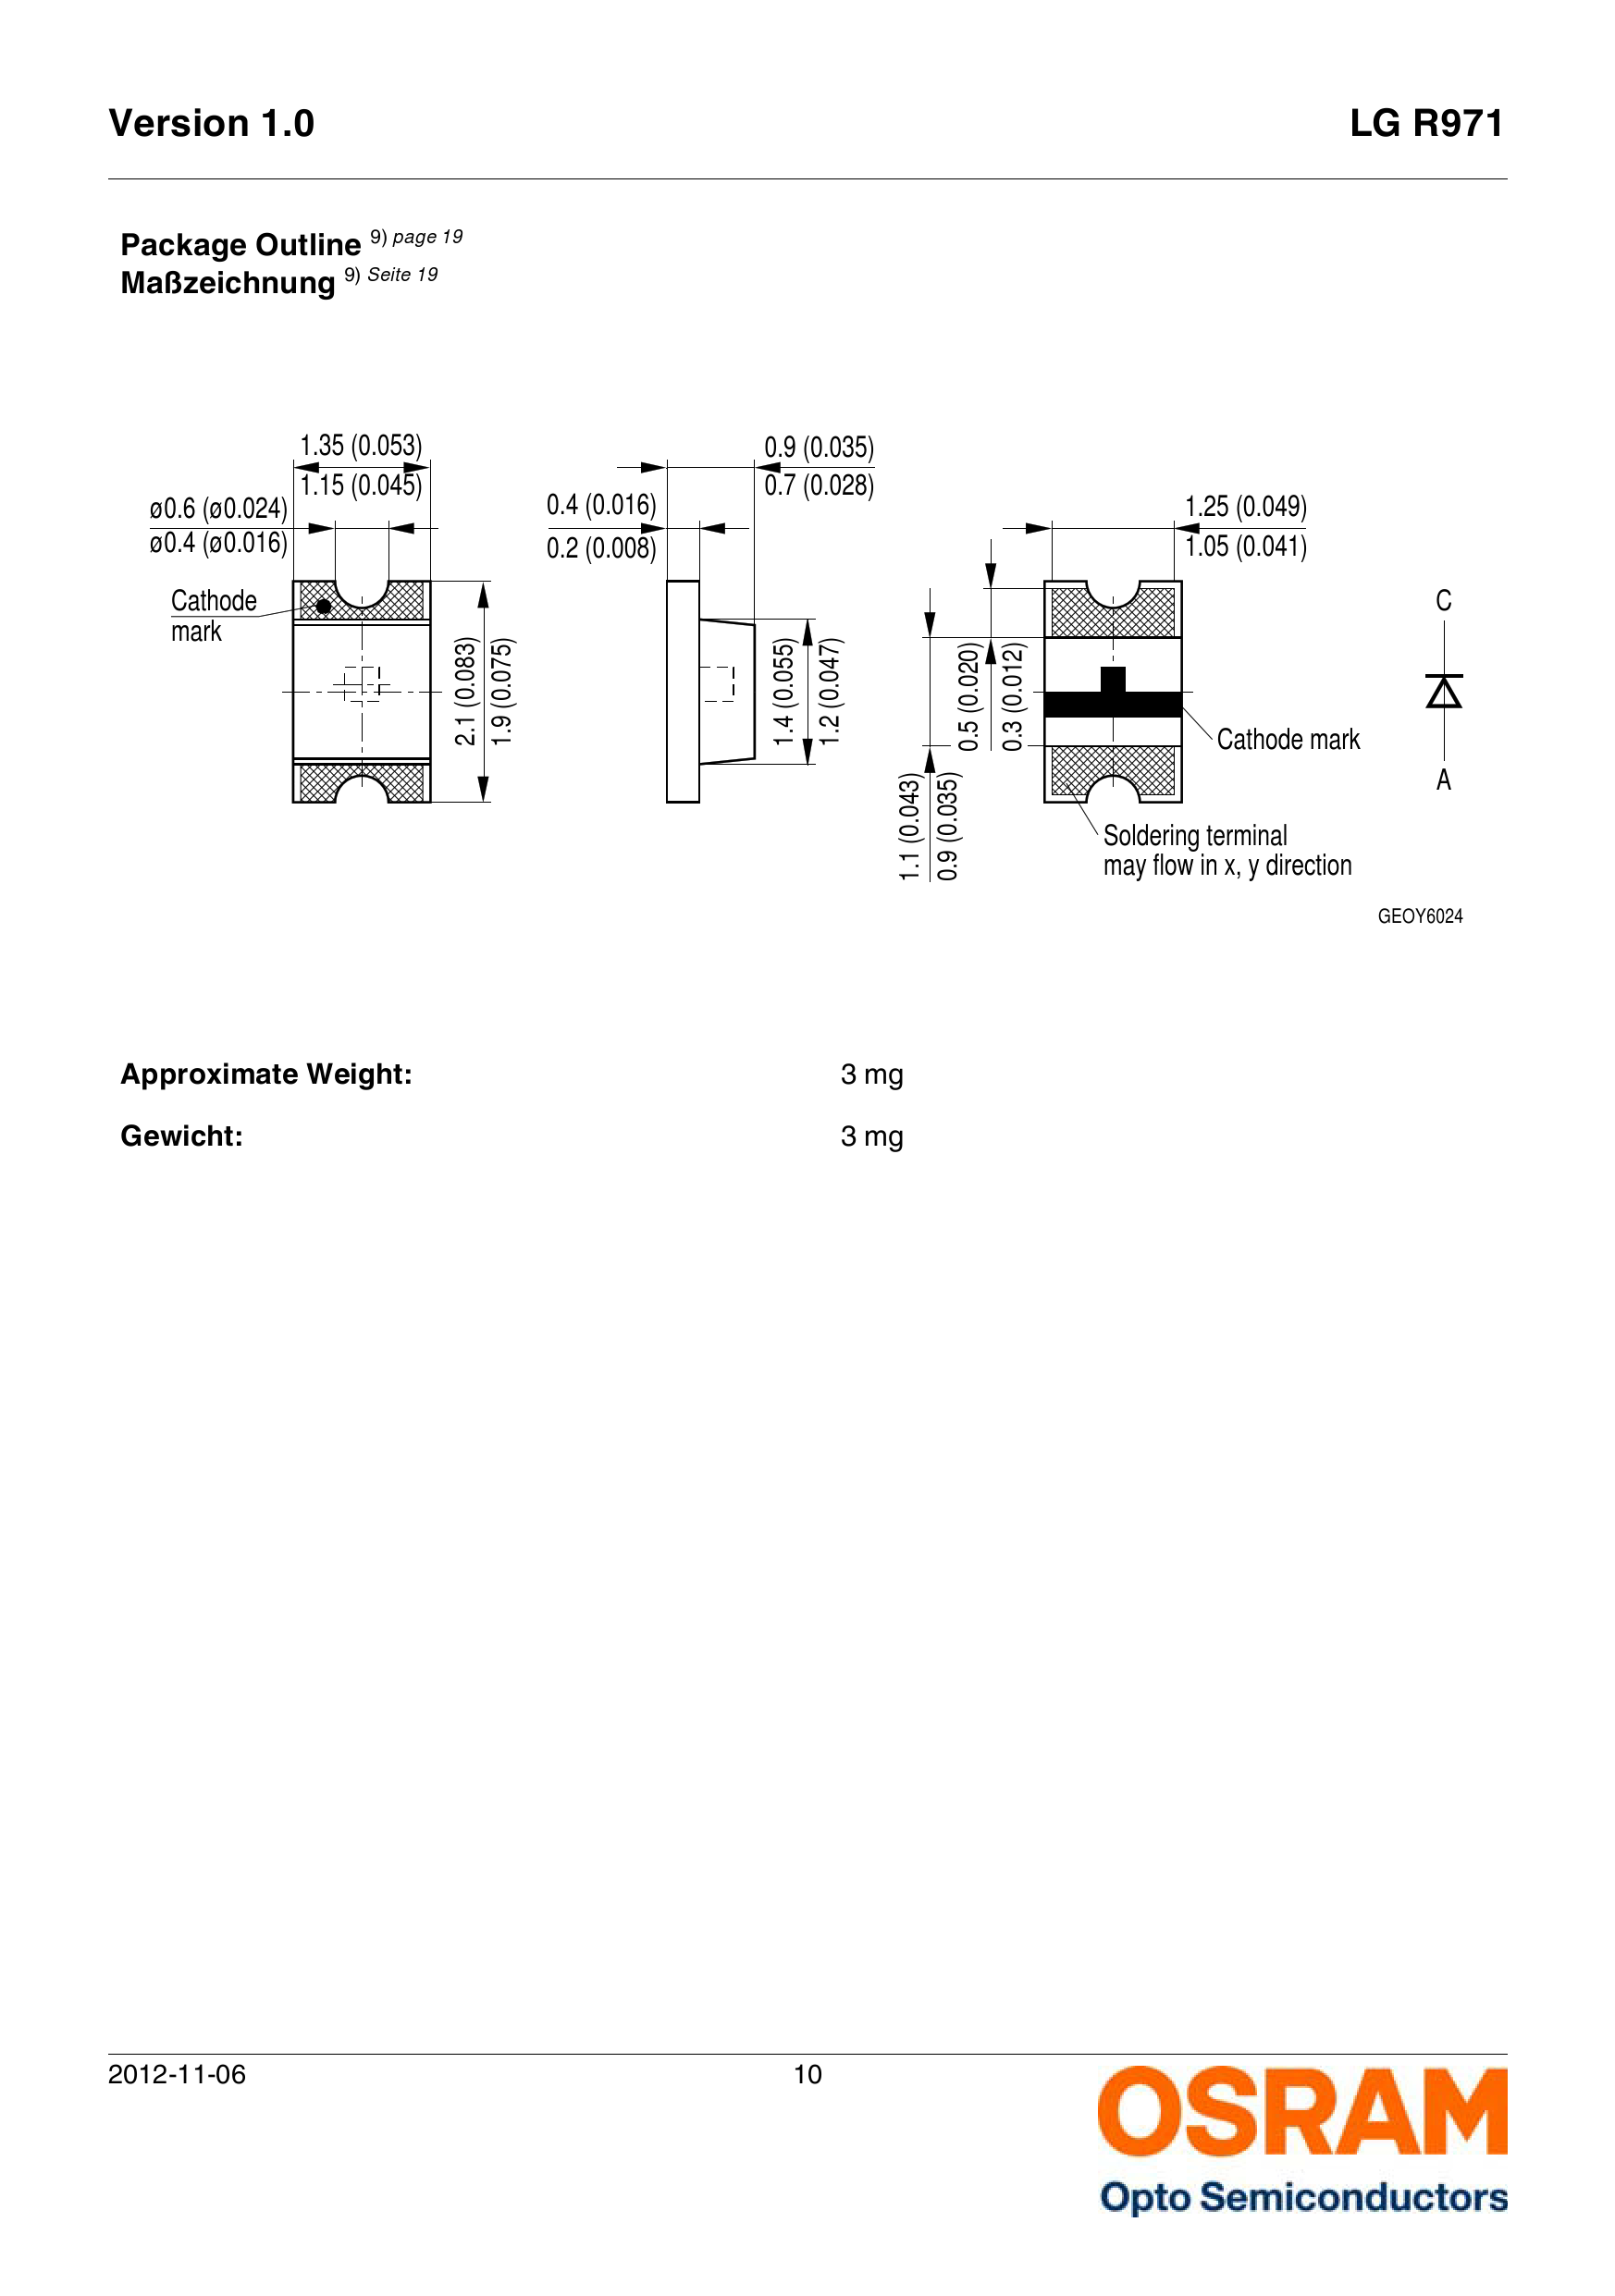 Version 1.0
LG R971
Package Outline 9) page 19
Maßzeichnung 9) Seite 19
1.35 (0.053)
1.15 (0.045)
ø0.6 (ø0.024)
ø0.4 (ø0.016)
Cathode
mark
2.1 (0.083)
1.9 (0.075)
0.9 (0.035)
0.7 (0.028)
0.4 (0.016)
0.2 (0.008)
1.4 (0.055)
1.2 (0.047)
1.25 (0.049)
1.05 (0.041)
0.5 (0.020)
0.3 (0.012)
1.1 (0.043)
0.9 (0.035)
Cathode mark
Soldering terminal
may flow in x, y direction
C
A
GEOY6024
Approximate Weight: 3 mg
Gewicht: 3 mg
2012-11-06
10
OSRAM
Opto Semiconductors